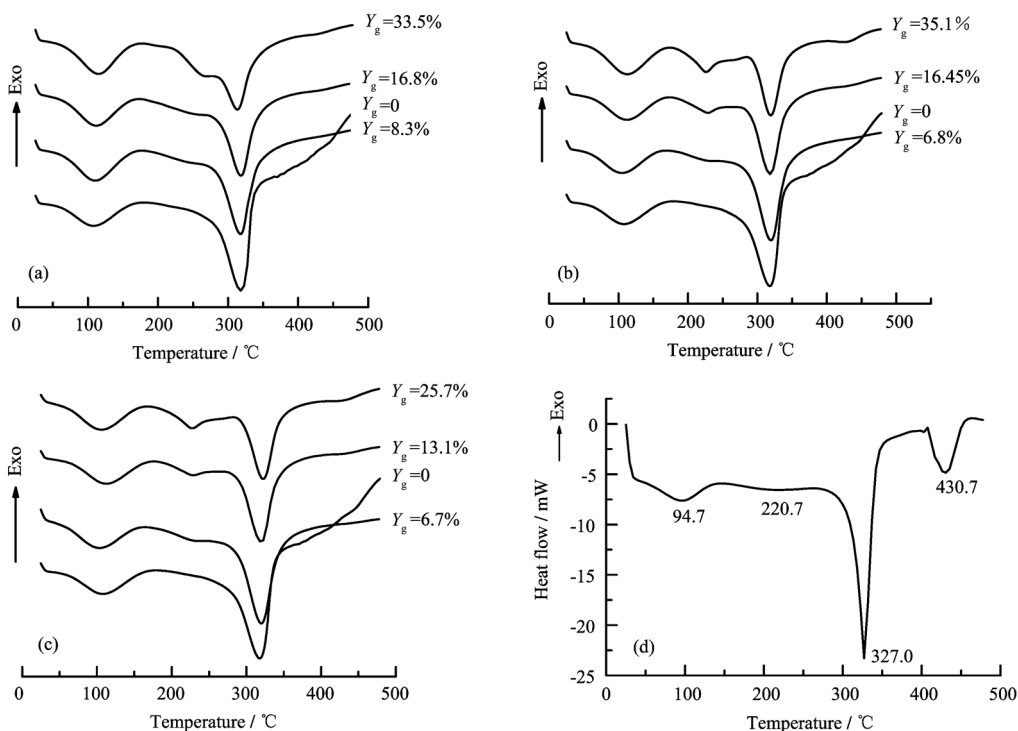 Exo
Yg=33.5%
Yg=16.8%
Yg=0
Yg=8.3%
(a)
0 100 200 300 400 500
Temperature / ℃
Exo
Yg=35.1%
Yg=16.45%
Yg=0
Yg=6.8%
(b)
0 100 200 300 400 500
Temperature / ℃
Exo
Yg=25.7%
Yg=13.1%
Yg=0
Yg=6.7%
(c)
0 100 200 300 400 500
Temperature / ℃
Heat flow / mW
Exo
0
-5
-10
-15
-20
-25
94.7
220.7
430.7
327.0
(d)
0 100 200 300 400 500
Temperature / ℃